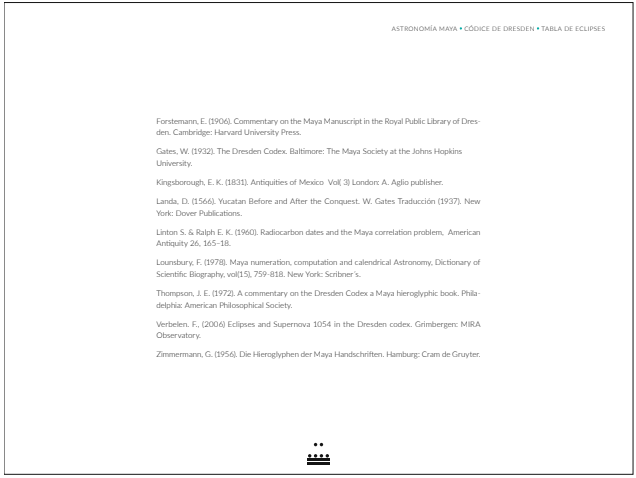 ASTRONOMÍA MAYA • CÓDICE DE DRESDEN • TABLA DE ECLIPSES
Forstemann, E. (1906). Commentary on the Maya Manuscript in the Royal Public Library of Dres-
den. Cambridge: Harvard University Press.
Gates, W. (1932). The Dresden Codex. Baltimore: The Maya Society at the Johns Hopkins
University.
Kingsborough, E. K. (1831). Antiquities of Mexico  Vol( 3) London: A. Aglio publisher.
Landa, D. (1566). Yucatan Before and After the Conquest. W. Gates Traducción (1937). New
York: Dover Publications.
Linton S. & Ralph E. K. (1960). Radiocarbon dates and the Maya correlation problem,  American
Antiquity 26, 165-18.
Lounsbury, F. (1978). Maya numeration, computation and calendrical Astronomy, Dictionary of
Scientific Biography, vol(15), 759-818. New York: Scribner´s.
Thompson, J. E. (1972). A commentary on the Dresden Codex a Maya hieroglyphic book. Phila-
delphia: American Philosophical Society.
Verbelen. F., (2006) Eclipses and Supernova 1054 in the Dresden codex. Grimbergen: MIRA
Observatory.
Zimmermann, G. (1956). Die Hieroglyphen der Maya Handschriften. Hamburg: Cram de Gruyter.